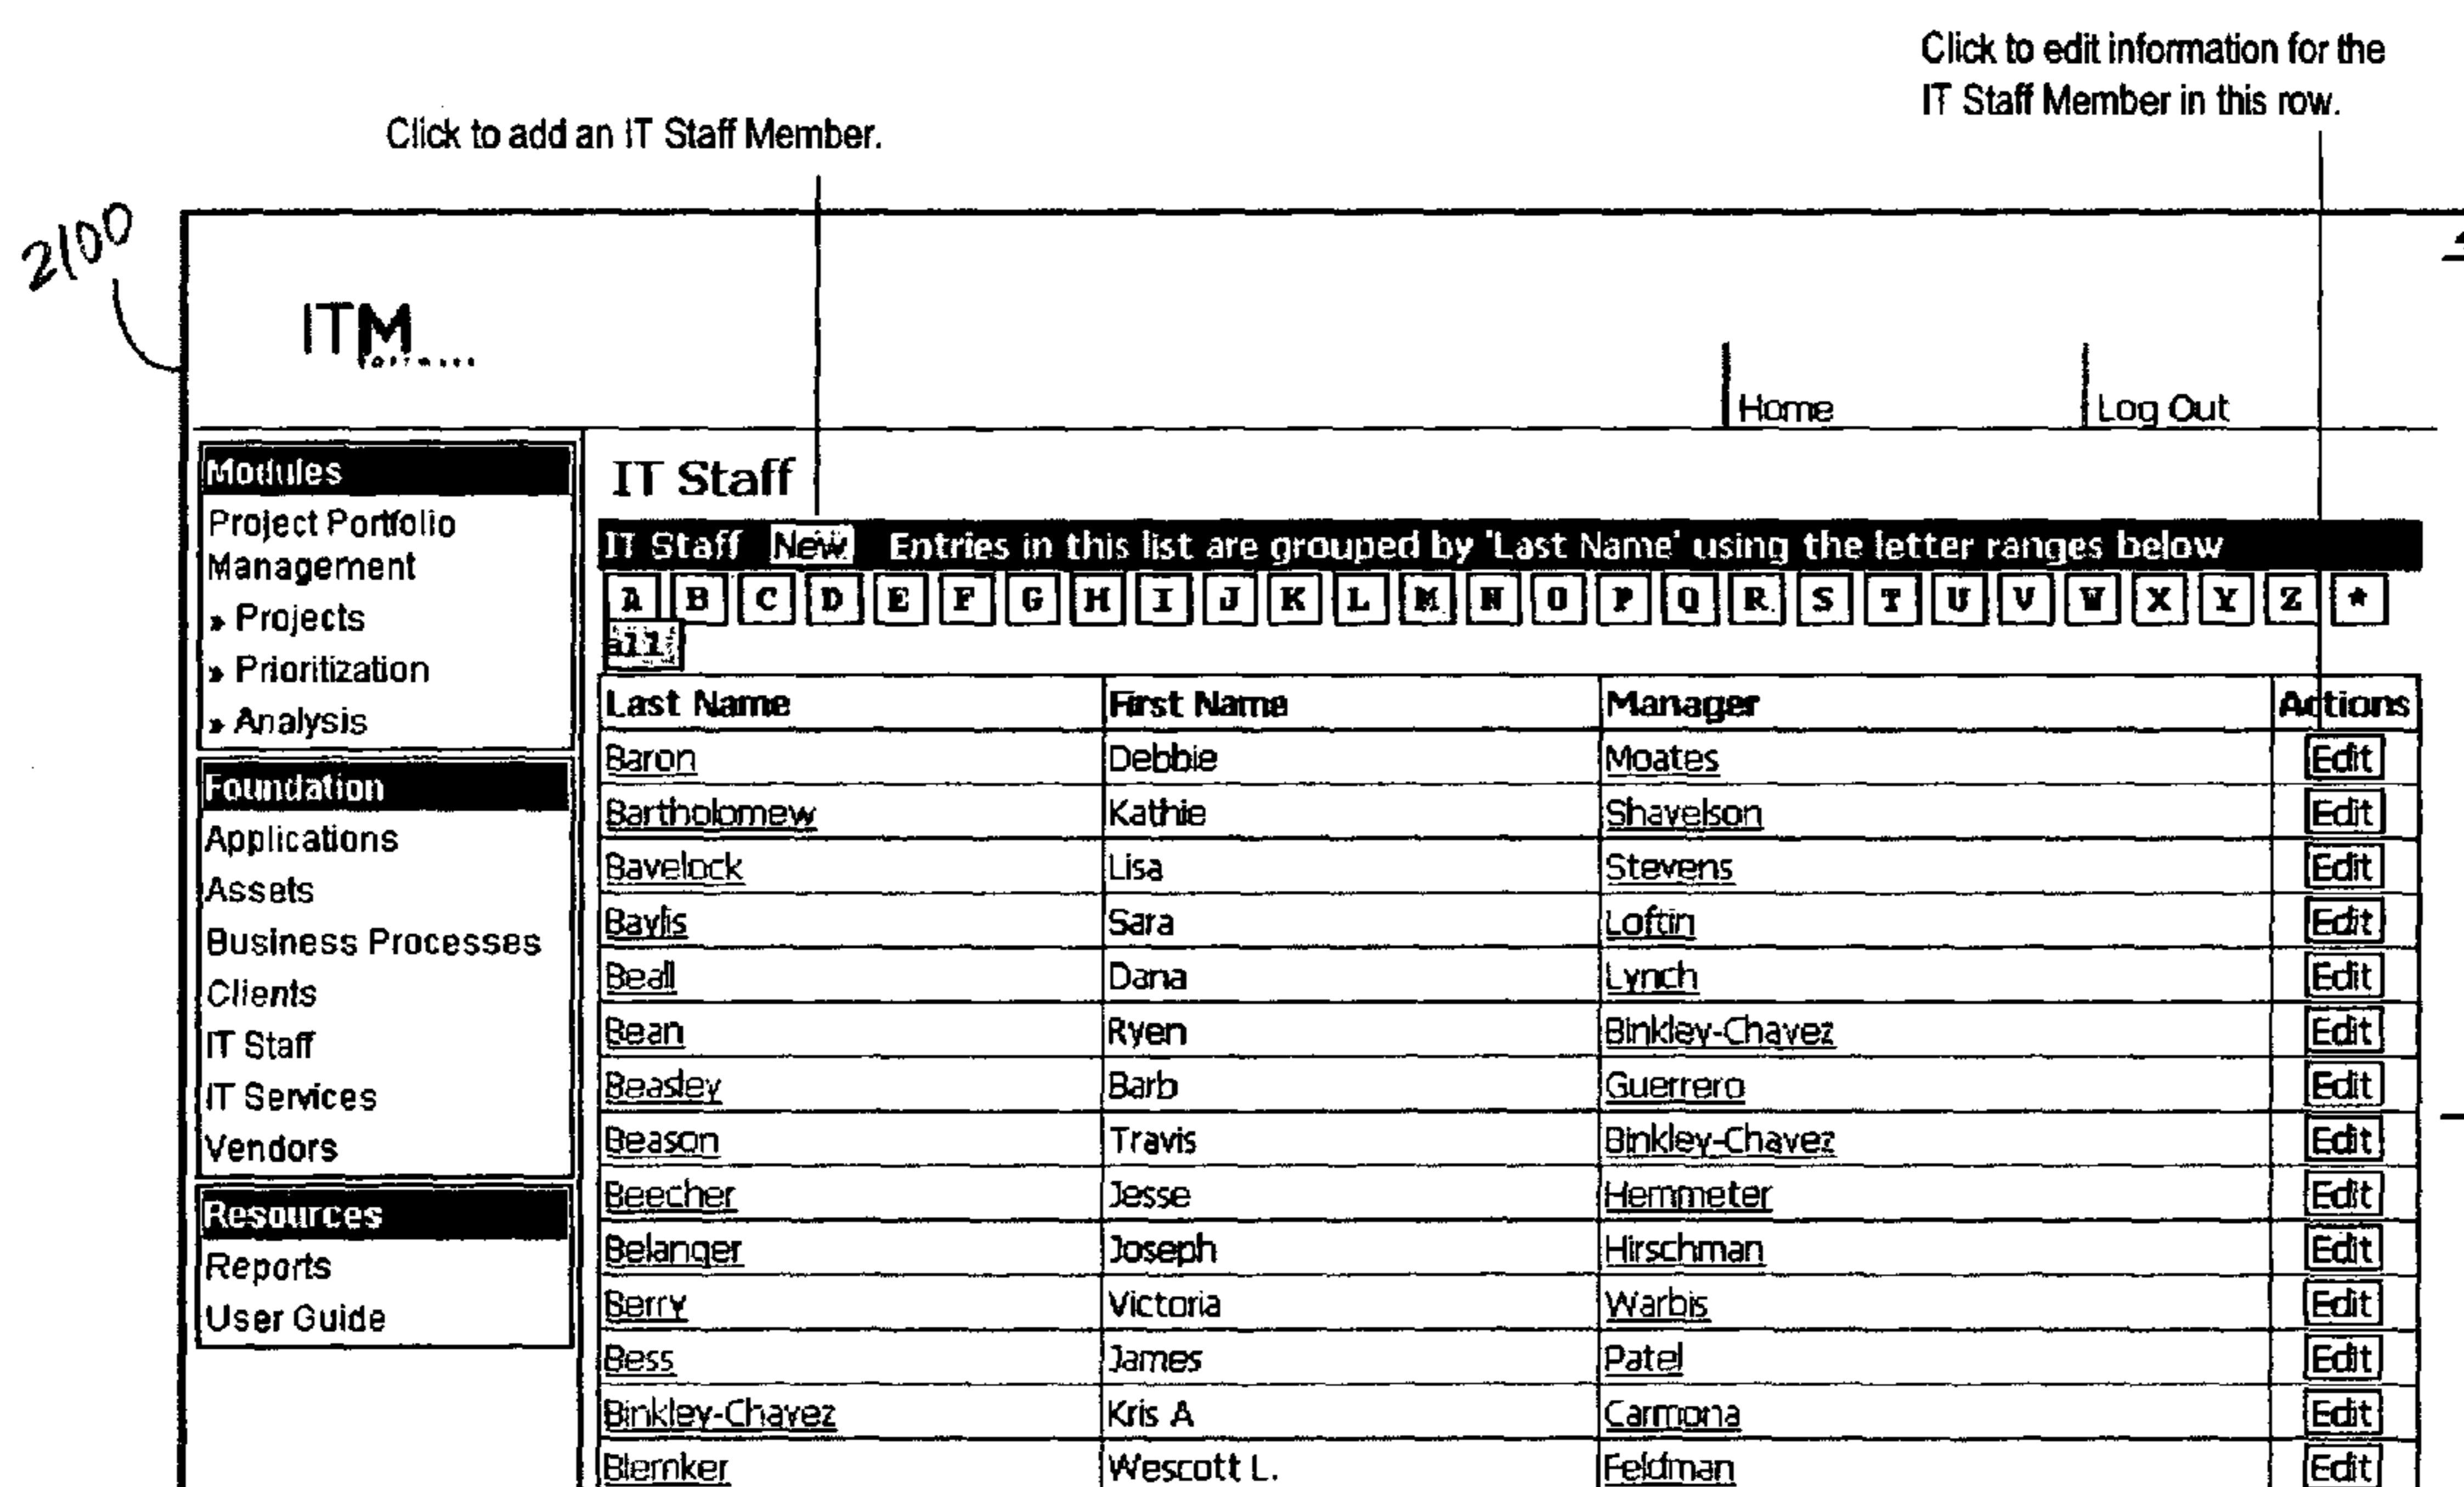 Click to edit information for the
IT Staff Member in this row.
Click to add an IT Staff Member.
2100
ITM
Home
Log Out
Modules
Project Portfolio
Management
» Projects
» Prioritization
» Analysis
Foundation
Applications
Assets
Business Processes
Clients
IT Staff
IT Services
Vendors
Resources
Reports
User Guide
IT Staff
IT Staff New Entries in this list are grouped by 'Last Name' using the letter ranges below
A B C D E F G H I J K L M N O P Q R S T U V W X Y Z *
all
Last Name First Name Manager Actions
Baron Debbie Moates Edit
Bartholomew Kathie Shavelson Edit
Bavelock Lisa Stevens Edit
Baylis Sara Loftin Edit
Beall Dana Lynch Edit
Bean Ryen Binkley-Chavez Edit
Beasley Barb Guerrero Edit
Beason Travis Binkley-Chavez Edit
Beecher Jesse Hemmeter Edit
Belanger Joseph Hirschman Edit
Berry Victoria Warbis Edit
Bess James Patel Edit
Binkley-Chavez Kris A Carmona Edit
Blernker Wescott L. Feldman Edit